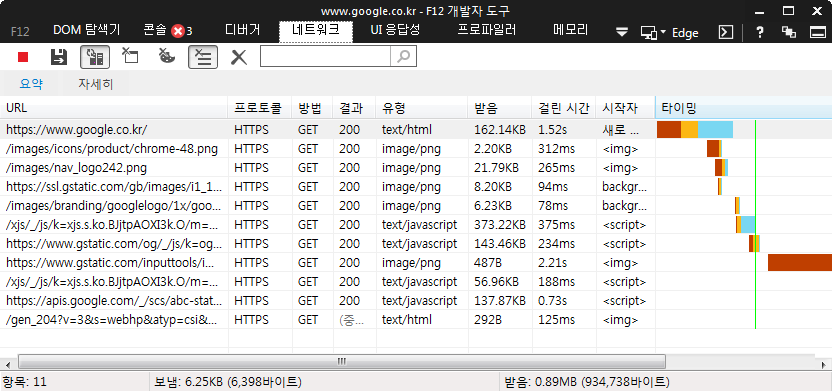 www.google.co.kr - F12 개발자 도구
F12 DOM 탐색기 콘솔 3 디버거 네트워크 UI 응답성 프로파일러 메모리 Edge
요약 자세히
URL 프로토콜 방법 결과 유형 받음 걸린 시간 시작자 타이밍
https://www.google.co.kr/ HTTPS GET 200 text/html 162.14KB 1.52s 새로 ...
/images/icons/product/chrome-48.png HTTPS GET 200 image/png 2.20KB 312ms <img>
/images/nav_logo242.png HTTPS GET 200 image/png 21.79KB 265ms <img>
https://ssl.gstatic.com/gb/images/i1_1... HTTPS GET 200 image/png 8.20KB 94ms backgr...
/images/branding/googlelogo/1x/goo... HTTPS GET 200 image/png 6.23KB 78ms backgr...
/xjs/_/js/k=xjs.s.ko.BJjtpAOXI3k.O/m=... HTTPS GET 200 text/javascript 373.22KB 375ms <script>
https://www.gstatic.com/og/_/js/k=og... HTTPS GET 200 text/javascript 143.46KB 234ms <script>
https://www.gstatic.com/inputtools/i... HTTPS GET 200 image/png 487B 2.21s <img>
/xjs/_/js/k=xjs.s.ko.BJjtpAOXI3k.O/m=... HTTPS GET 200 text/javascript 56.96KB 188ms <script>
https://apis.google.com/_/scs/abc-stat... HTTPS GET 200 text/javascript 137.87KB 0.73s <script>
/gen_204?v=3&s=webhp&atyp=csi&... HTTPS GET (중... text/html 292B 125ms <img>
항목: 11 보냄: 6.25KB (6,398바이트) 받음: 0.89MB (934,738바이트)